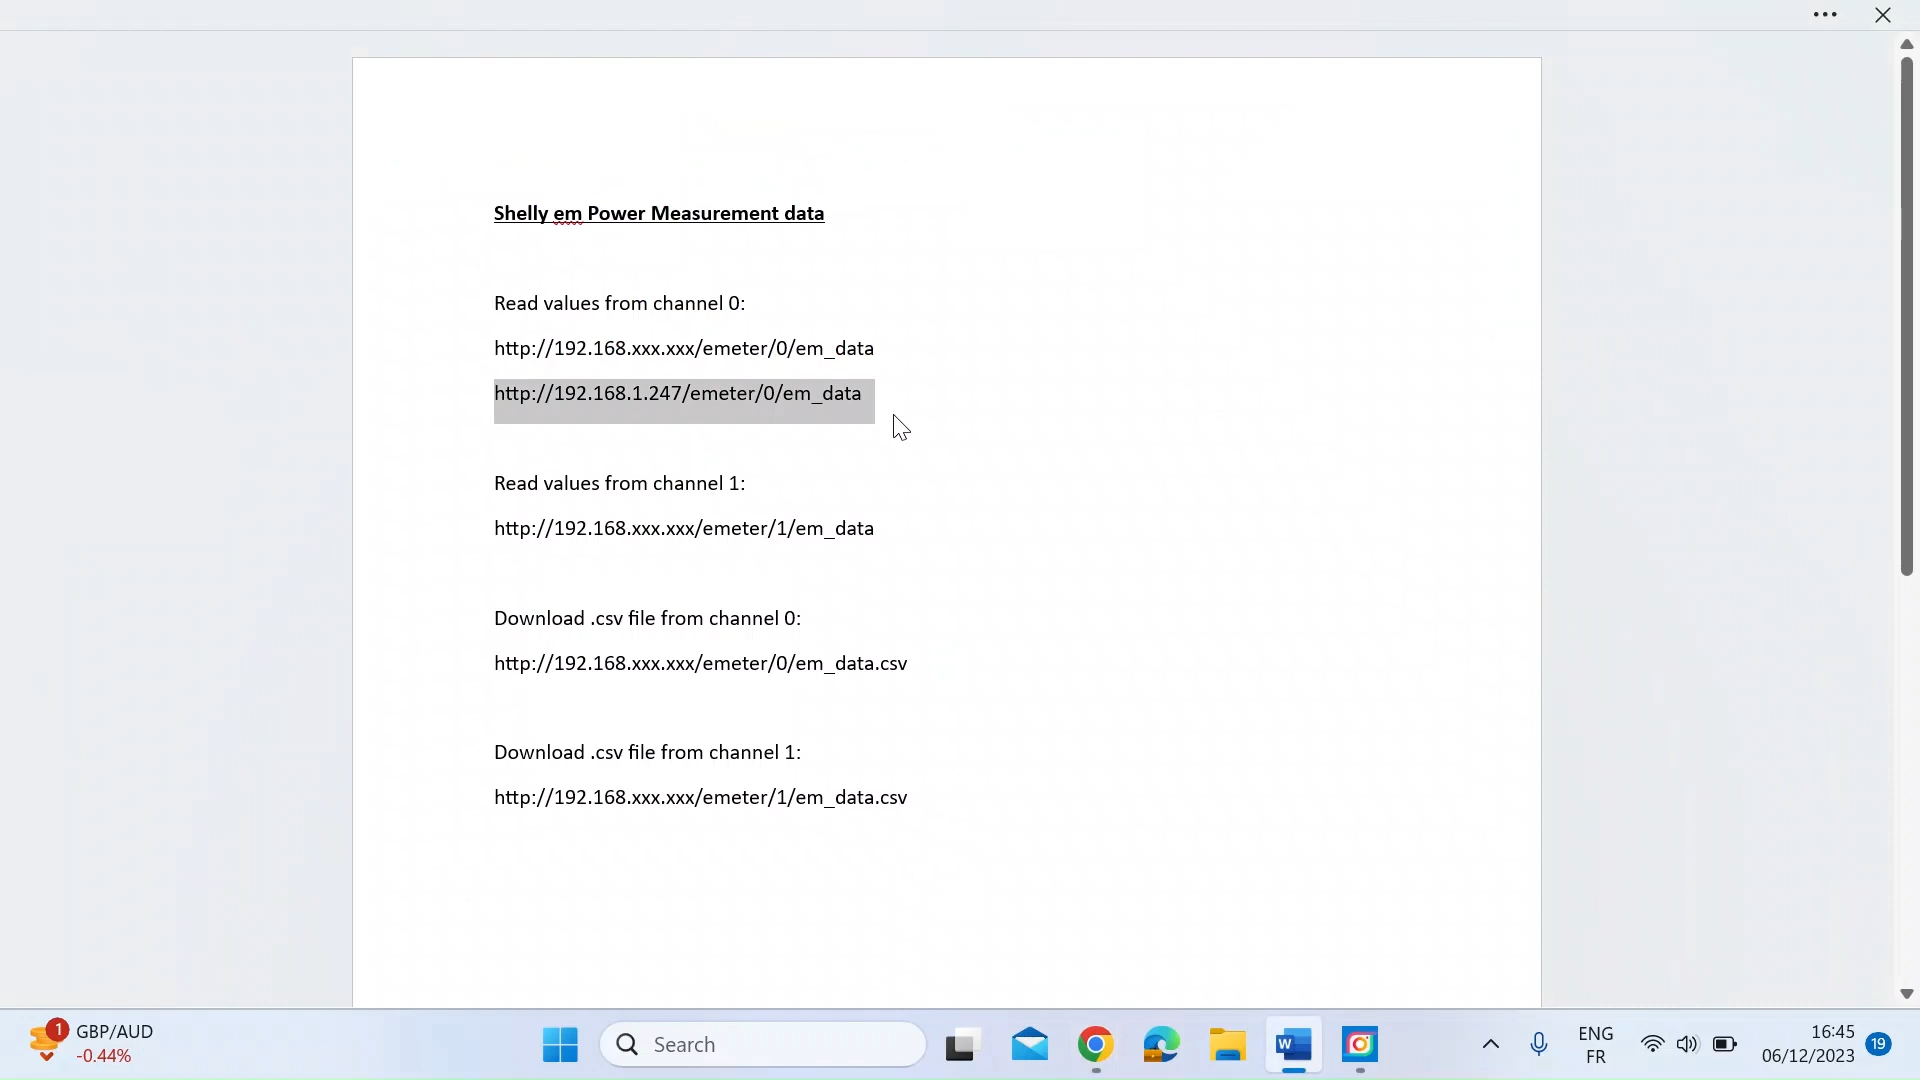 Shelly em Power Measurement data
Read values from channel 0:
http://192.168.xxx.xxx/emeter/0/em_data
http://192.168.1.247/emeter/0/em_data
Read values from channel 1:
http://192.168.xxx.xxx/emeter/1/em_data
Download .csv file from channel 0:
http://192.168.xxx.xxx/emeter/0/em_data.csv
Download .csv file from channel 1:
http://192.168.xxx.xxx/emeter/1/em_data.csv
1 GBP/AUD
-0.44%
Search
W
ENG
FR
16:45
06/12/2023
19